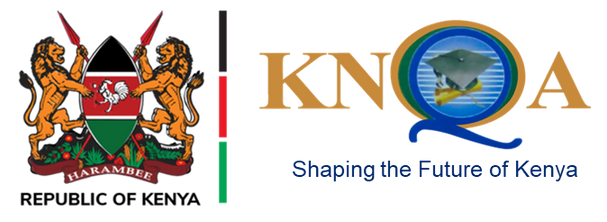 HARAMBEE
REPUBLIC OF KENYA
KNQA
Shaping the Future of Kenya